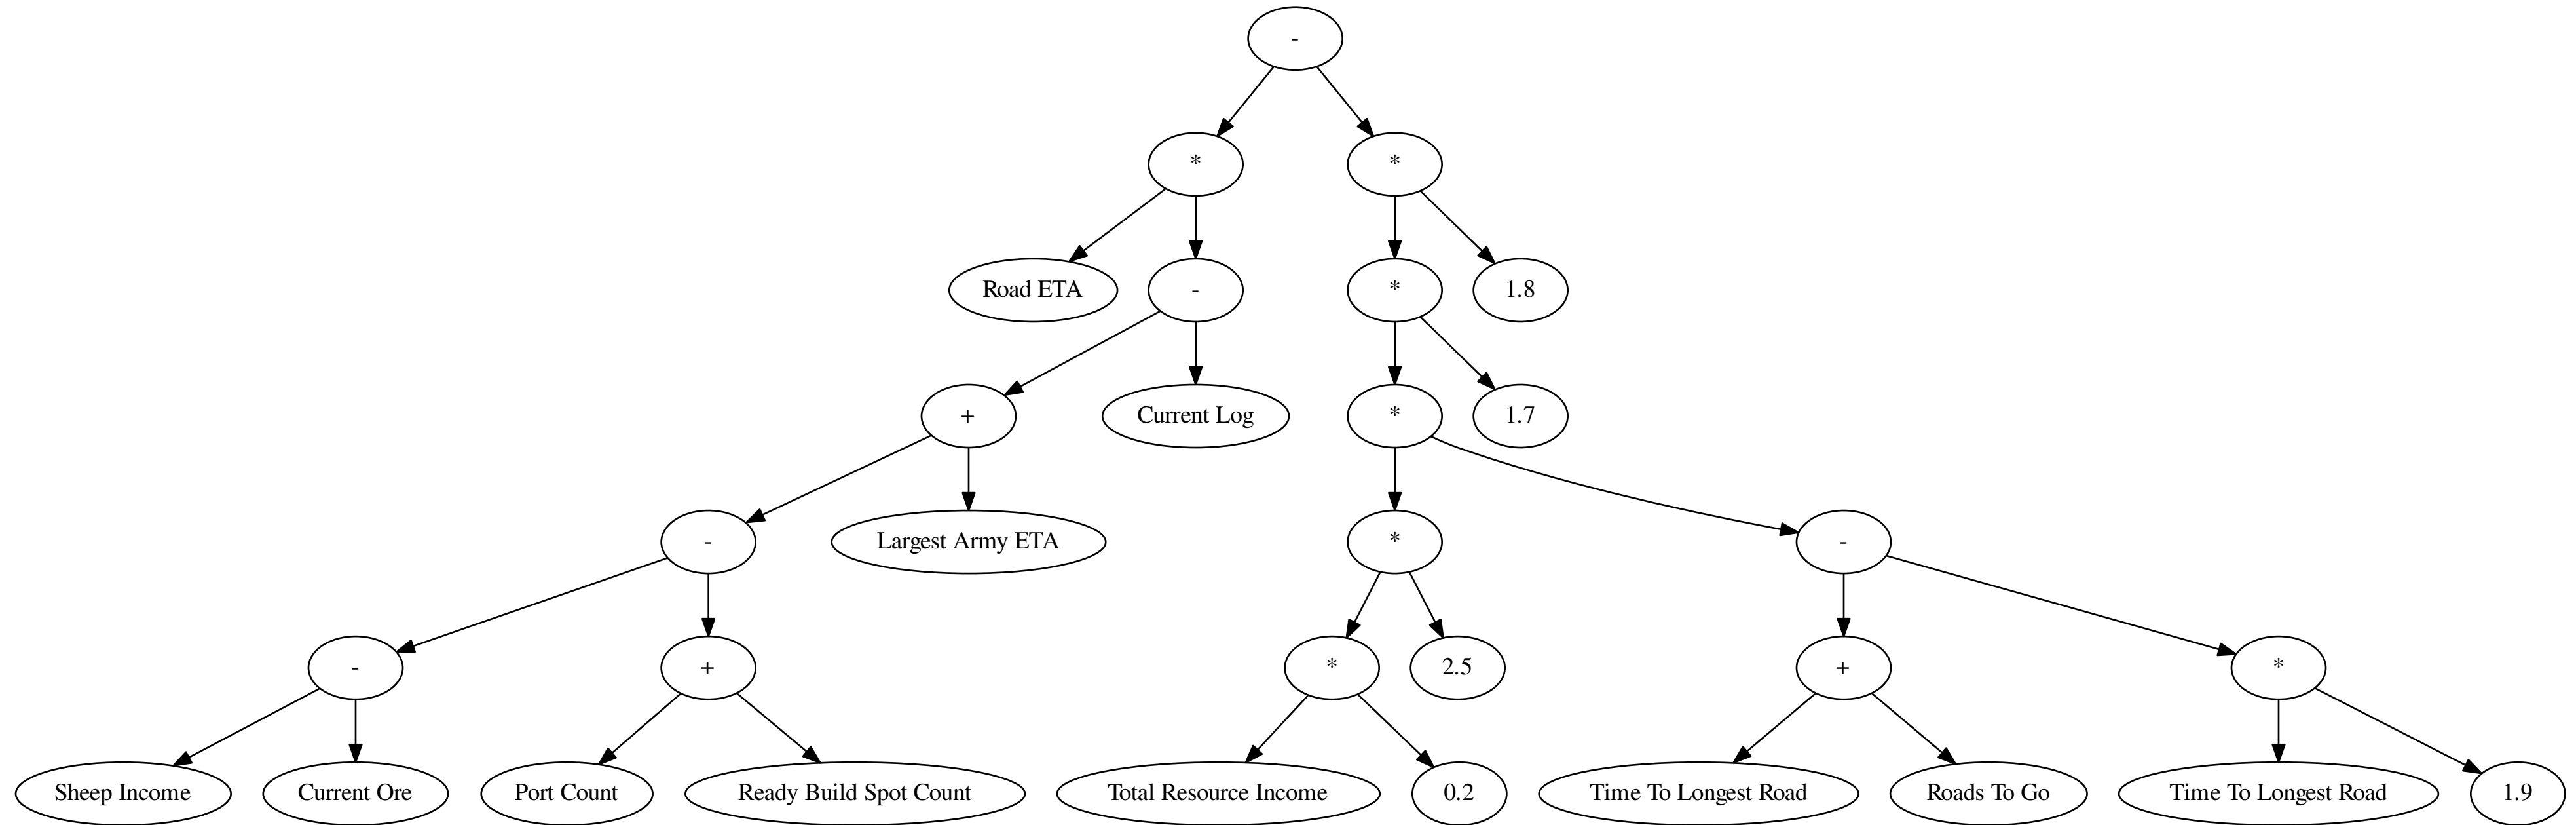 -
*
*
Road ETA
-
*
1.8
+
Current Log
*
1.7
-
Largest Army ETA
*
-
-
+
*
2.5
+
*
Sheep Income
Current Ore
Port Count
Ready Build Spot Count
Total Resource Income
0.2
Time To Longest Road
Roads To Go
Time To Longest Road
1.9